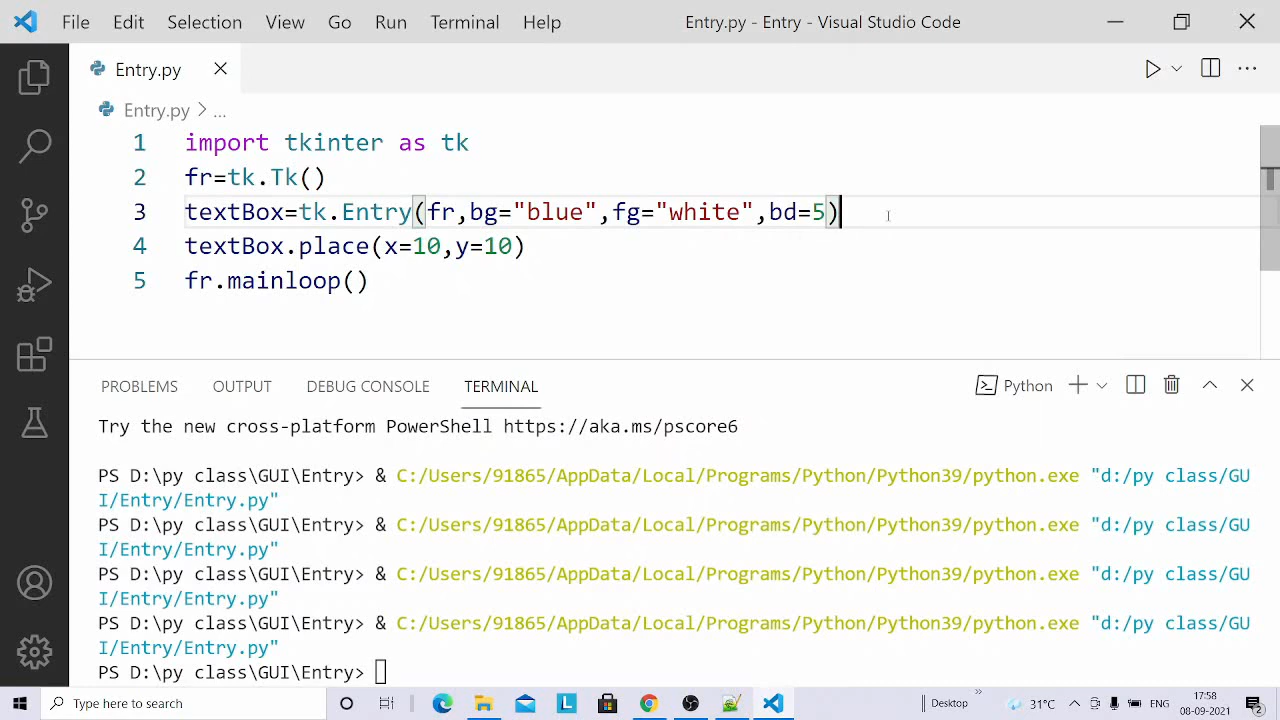 File Edit Selection View Go Run Terminal Help Entry.py - Entry - Visual Studio Code
Entry.py
Entry.py > ...
1 import tkinter as tk
2 fr=tk.Tk()
3 textBox=tk.Entry(fr,bg="blue",fg="white",bd=5)
4 textBox.place(x=10,y=10)
5 fr.mainloop()
PROBLEMS OUTPUT DEBUG CONSOLE TERMINAL Python
Try the new cross-platform PowerShell https://aka.ms/pscore6
PS D:\py class\GUI\Entry> & C:/Users/91865/AppData/Local/Programs/Python/Python39/python.exe "d:/py class/GU
I/Entry/Entry.py"
PS D:\py class\GUI\Entry> & C:/Users/91865/AppData/Local/Programs/Python/Python39/python.exe "d:/py class/GU
I/Entry/Entry.py"
PS D:\py class\GUI\Entry> & C:/Users/91865/AppData/Local/Programs/Python/Python39/python.exe "d:/py class/GU
I/Entry/Entry.py"
PS D:\py class\GUI\Entry> & C:/Users/91865/AppData/Local/Programs/Python/Python39/python.exe "d:/py class/GU
I/Entry/Entry.py"
PS D:\py class\GUI\Entry>
Type here to search L Desktop 31°C ENG 17:58
08-09-2021 2